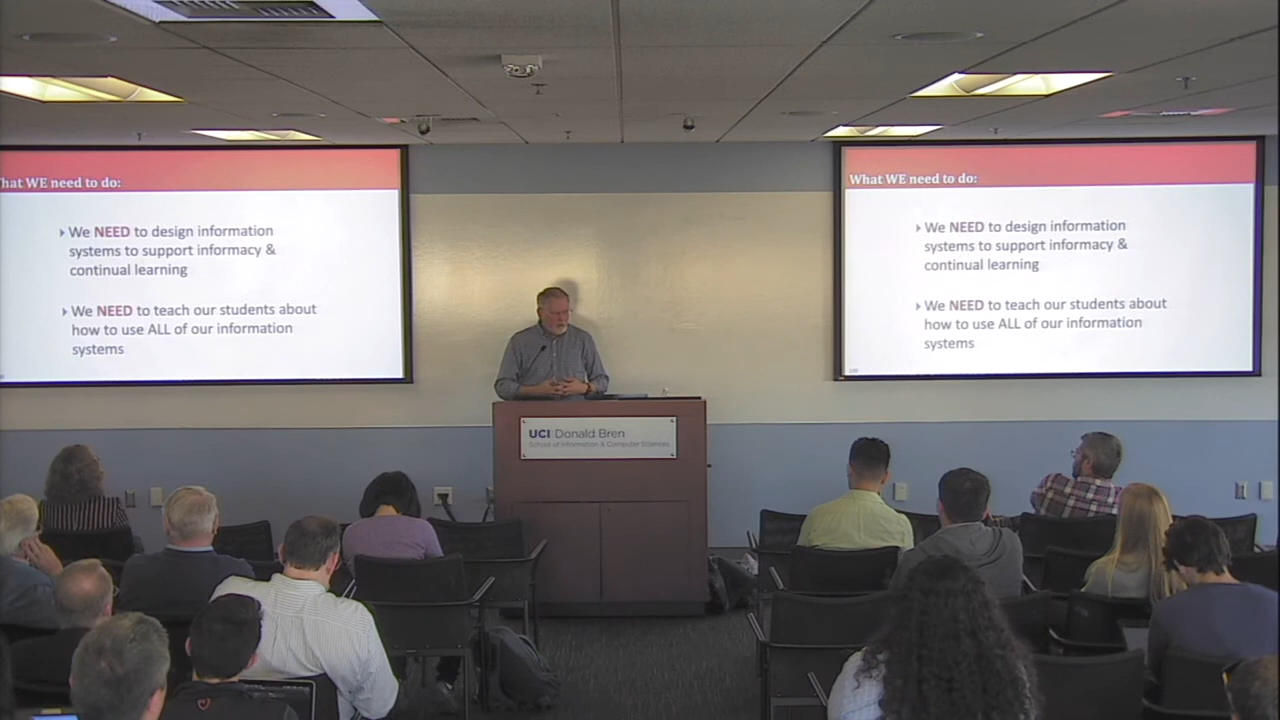 hat WE need to do:
We NEED to design information
systems to support informacy &
continual learning
We NEED to teach our students about
how to use ALL of our information
systems
UCI Donald Bren
School of Information & Computer Sciences
What WE need to do:
We NEED to design information
systems to support informacy &
continual learning
We NEED to teach our students about
how to use ALL of our information
systems